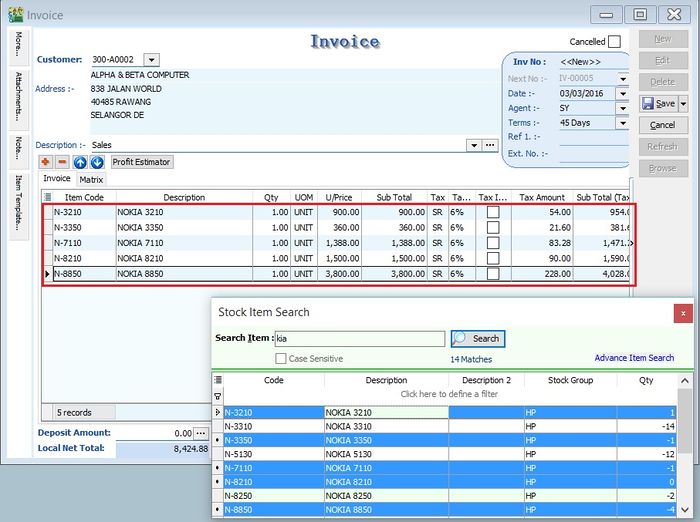 Invoice
More...
Attachments...
Note...
Item Template...
Invoice
Cancelled
Customer: 300-A0002
ALPHA & BETA COMPUTER
Address :- 838 JALAN WORLD
40485 RAWANG
SELANGOR DE
Inv No : <<New>>
Next No :- IV-00005
Date :- 03/03/2016
Agent :- SY
Terms :- 45 Days
Ref 1. :-
Ext. No. :-
New
Edit
Delete
Save
Cancel
Refresh
Browse
Description :- Sales
Profit Estimator
Invoice Matrix
Item Code Description Qty UOM U/Price Sub Total Tax Ta... Tax I... Tax Amount Sub Total (Tax
N-3210 NOKIA 3210 1.00 UNIT 900.00 900.00 SR 6% 54.00 954.0
N-3350 NOKIA 3350 1.00 UNIT 360.00 360.00 SR 6% 21.60 381.6
N-7110 NOKIA 7110 1.00 UNIT 1,388.00 1,388.00 SR 6% 83.28 1,471.2
N-8210 NOKIA 8210 1.00 UNIT 1,500.00 1,500.00 SR 6% 90.00 1,590.0
N-8850 NOKIA 8850 1.00 UNIT 3,800.00 3,800.00 SR 6% 228.00 4,028.0
5 records
Deposit Amount: 0.00 ...
Local Net Total: 8,424.88
Stock Item Search
Search Item : kia Search
Case Sensitive 14 Matches Advance Item Search
Code Description Description 2 Stock Group Qty
Click here to define a filter
N-3210 NOKIA 3210 HP 1
N-3310 NOKIA 3310 HP -14
N-3350 NOKIA 3350 HP -1
N-5130 NOKIA 5130 HP -12
N-7110 NOKIA 7110 HP -1
N-8210 NOKIA 8210 HP 0
N-8250 NOKIA 8250 HP -2
N-8850 NOKIA 8850 HP -4